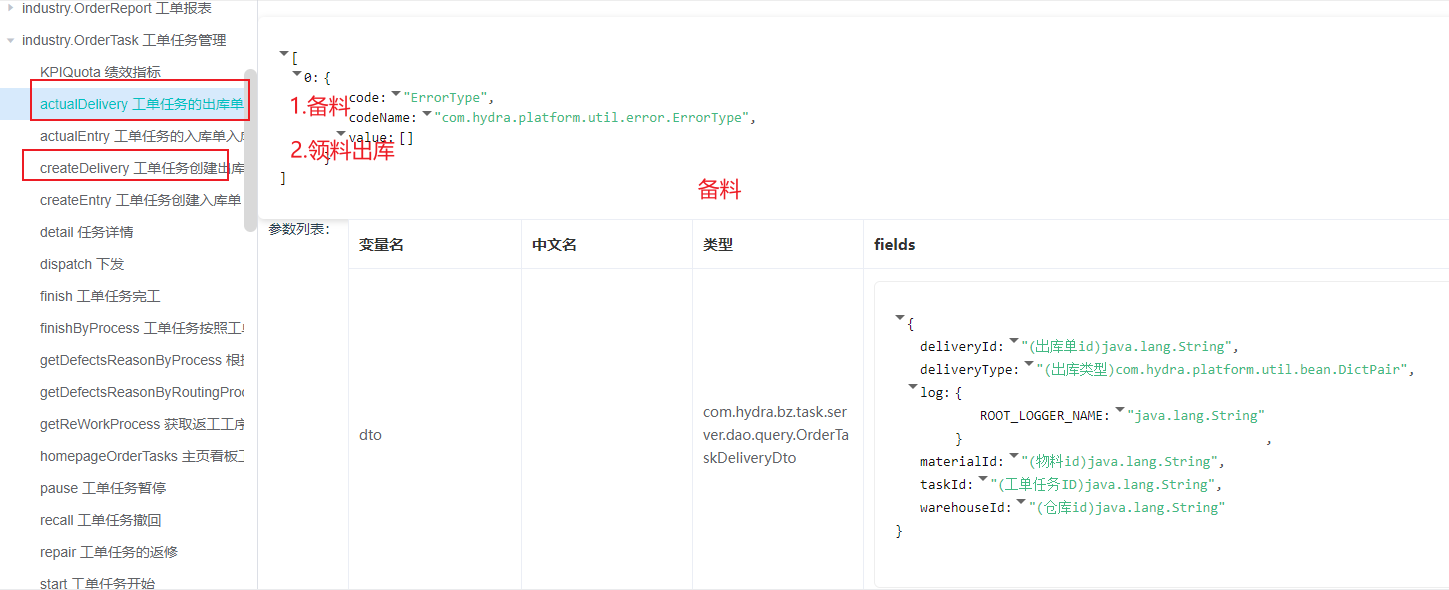 industry.OrderReport 工单报表
industry.OrderTask 工单任务管理
KPIQuota 绩效指标
actualDelivery 工单任务的出库单
actualEntry 工单任务的入库单入库
createDelivery 工单任务创建出库
createEntry 工单任务创建入库单
detail 任务详情
dispatch 下发
finish 工单任务完工
finishByProcess 工单任务按照工单
getDefectsReasonByProcess 根据
getDefectsReasonByRoutingProc
getReWorkProcess 获取返工工序
homepageOrderTasks 主页看板工
pause 工单任务暂停
recall 工单任务撤回
repair 工单任务的返修
start 工单任务开始
[
0: {
code: "ErrorType",
1.备料
codeName: "com.hydra.platform.util.error.ErrorType",
value: []
2.领料出库
}
]
备料
参数列表:
变量名 中文名 类型 fields
dto
com.hydra.bz.task.ser
ver.dao.query.OrderTa
skDeliveryDto
{
deliveryId: "(出库单id)java.lang.String",
deliveryType: "(出库类型)com.hydra.platform.util.bean.DictPair",
log: {
ROOT_LOGGER_NAME: "java.lang.String"
} ,
materialId: "(物料id)java.lang.String",
taskId: "(工单任务ID)java.lang.String",
warehouseId: "(仓库id)java.lang.String"
}